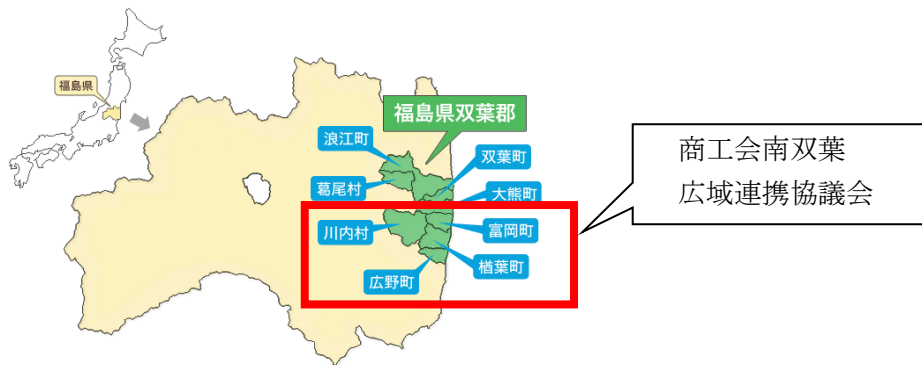 福島県
福島県双葉郡
浪江町
双葉町
葛尾村
大熊町
川内村
富岡町
楢葉町
広野町
商工会南双葉
広域連携協議会